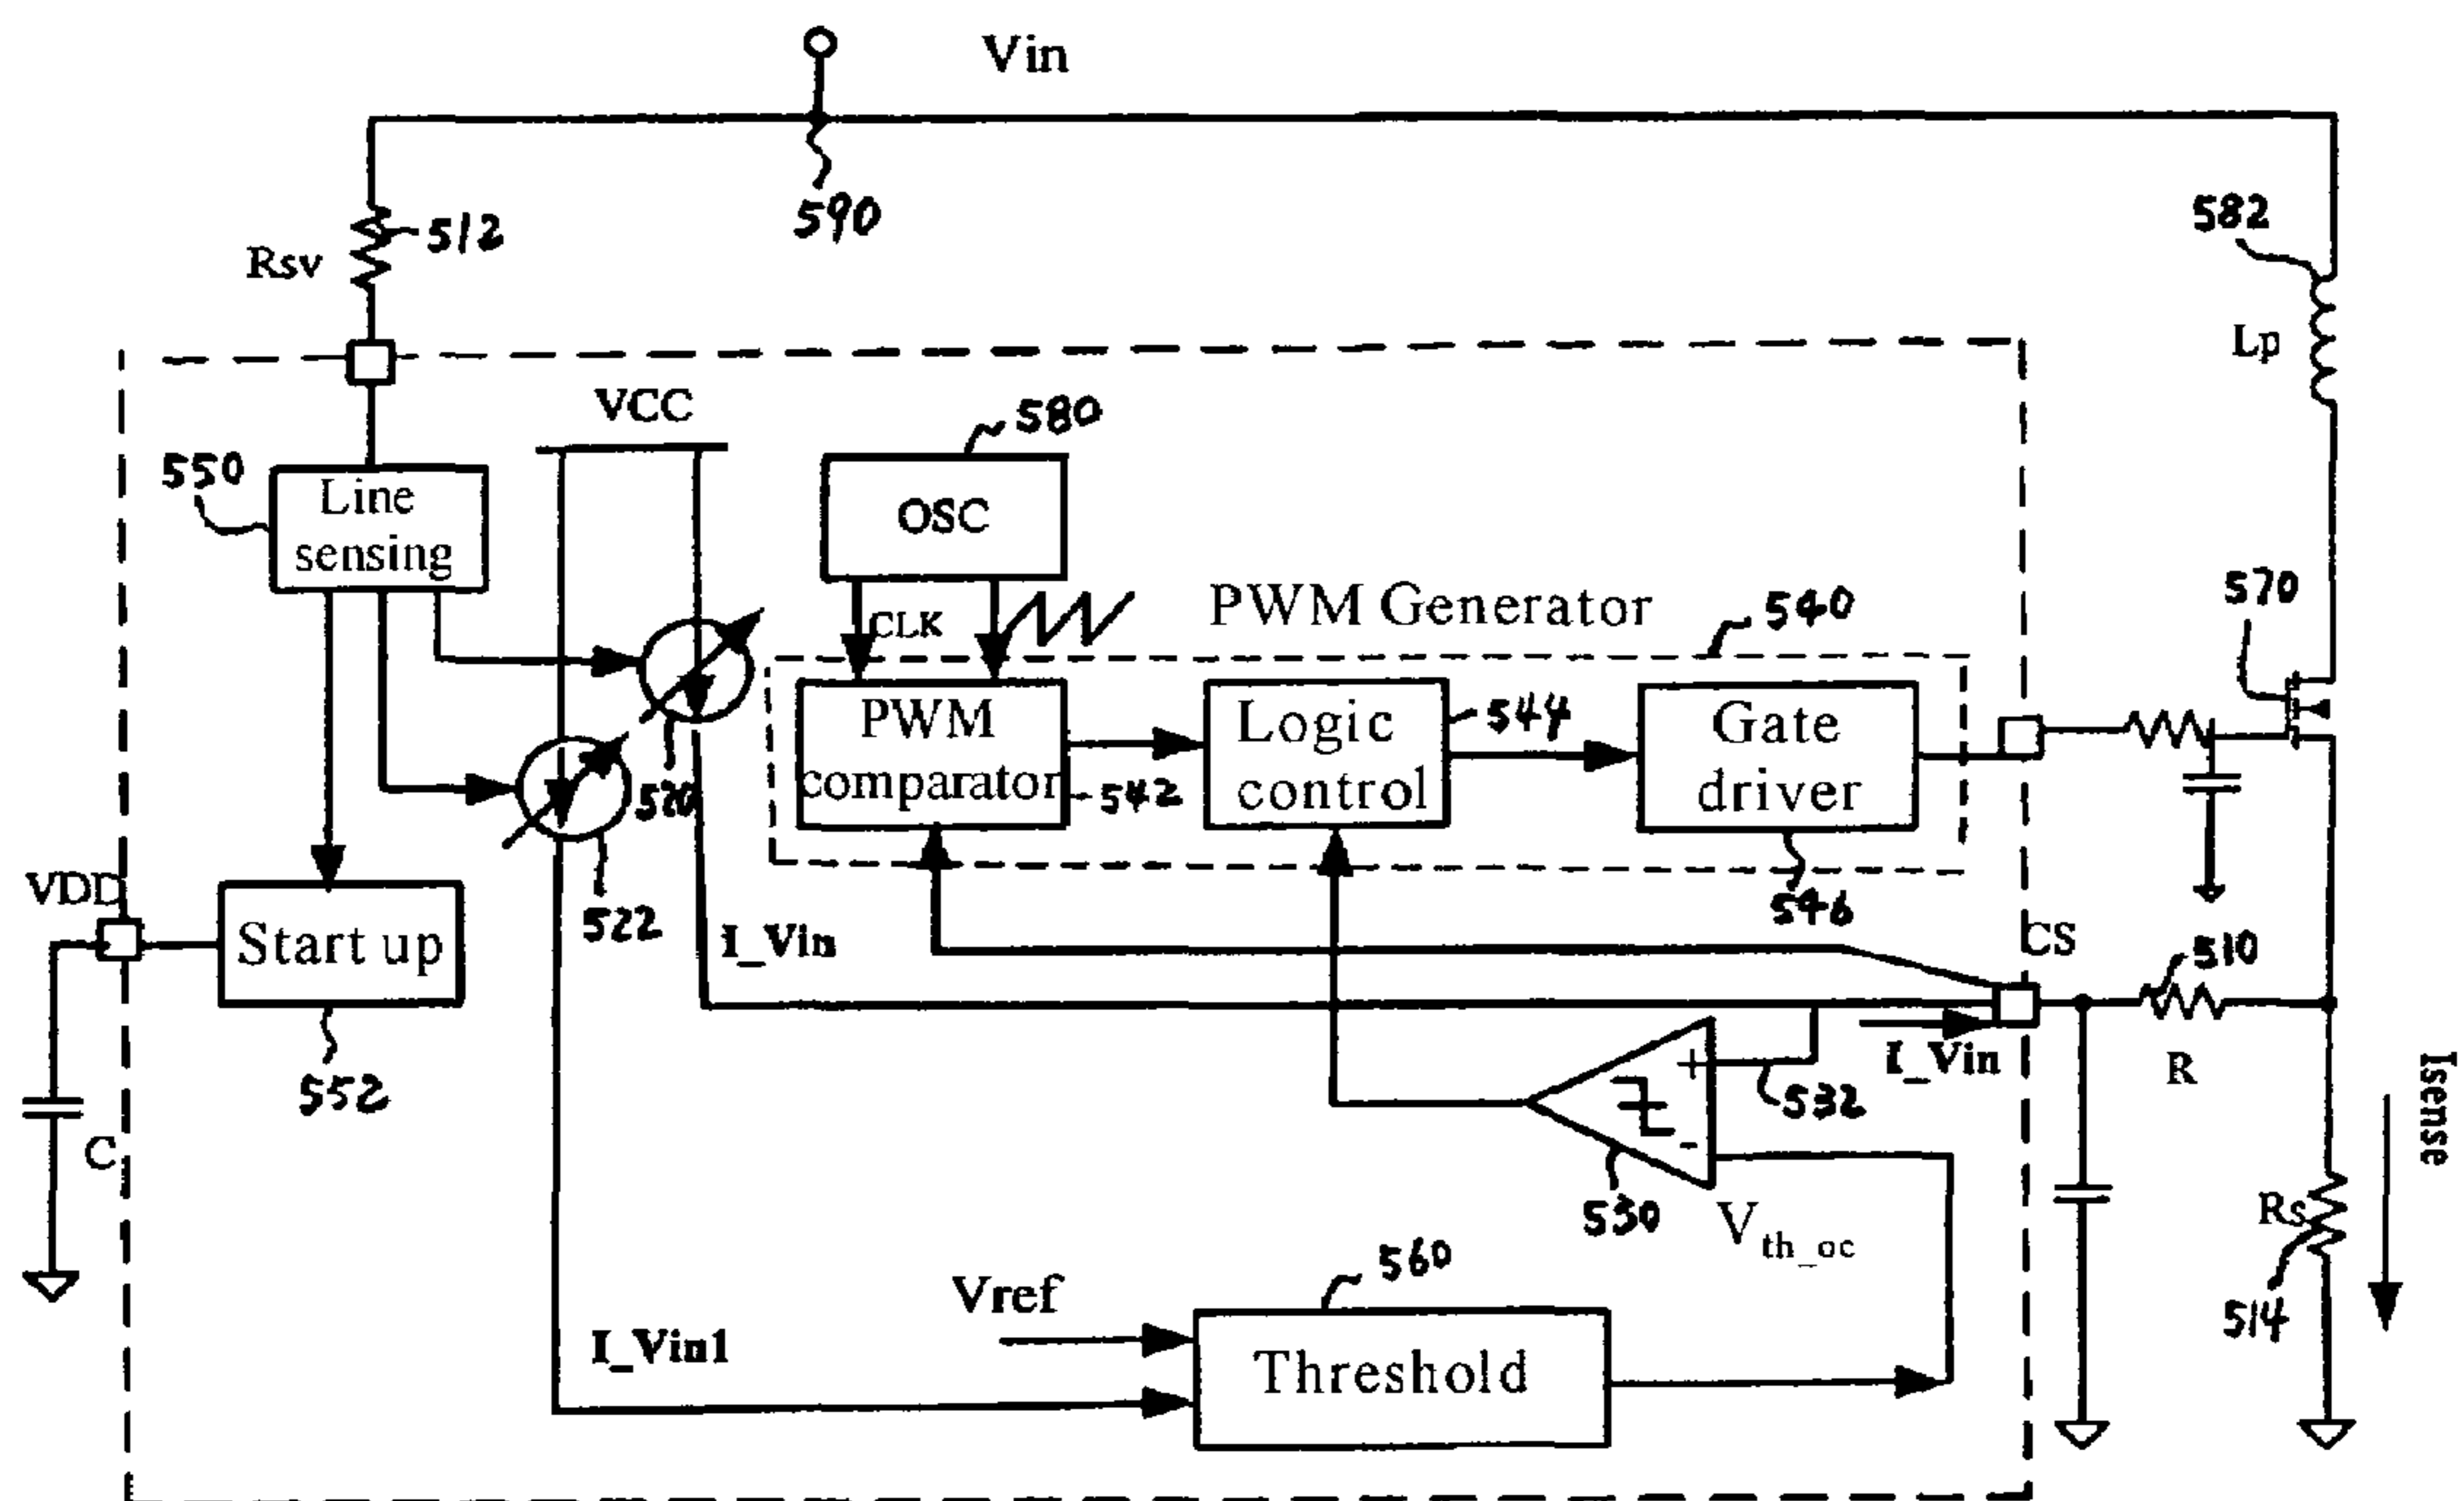 Vin
590
512
Rsv
582
Lp
VCC
580
550
Line
sensing
OSC
CLK
PWM Generator
540
570
PWM
comparator
542
Logic
control
544
Gate
driver
546
520
522
VDD
Start up
552
C
I_Vin
CS
510
R
I_Vin
+
-
532
530
V th_oc
Isense
Rs
514
560
Vref
I_Vin1
Threshold